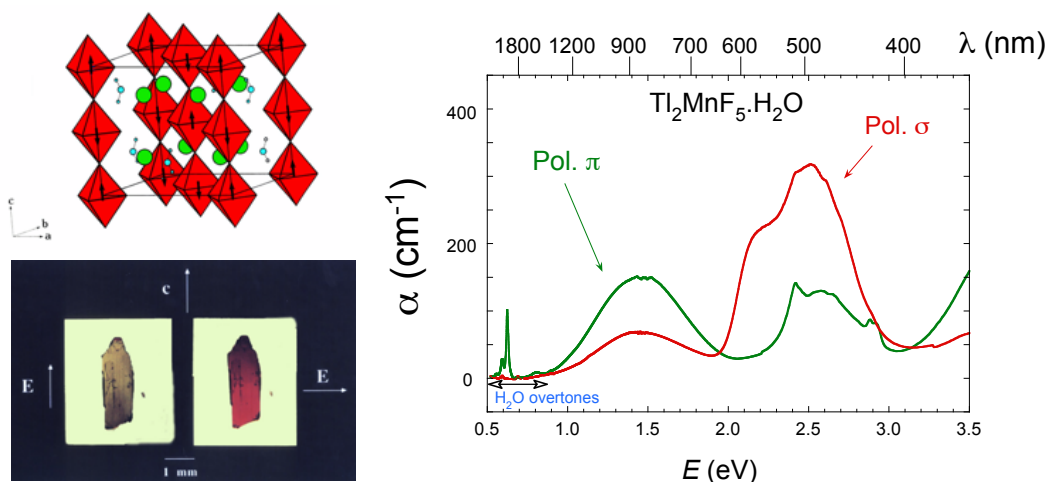 c
b
a
c
E
E
1 mm
1800 1200 900 700 600 500 400 λ (nm)
Tl₂MnF₅.H₂O
Pol. π
Pol. σ
α (cm⁻¹)
400
200
0
H₂O overtones
0.5 1.0 1.5 2.0 2.5 3.0 3.5
E (eV)